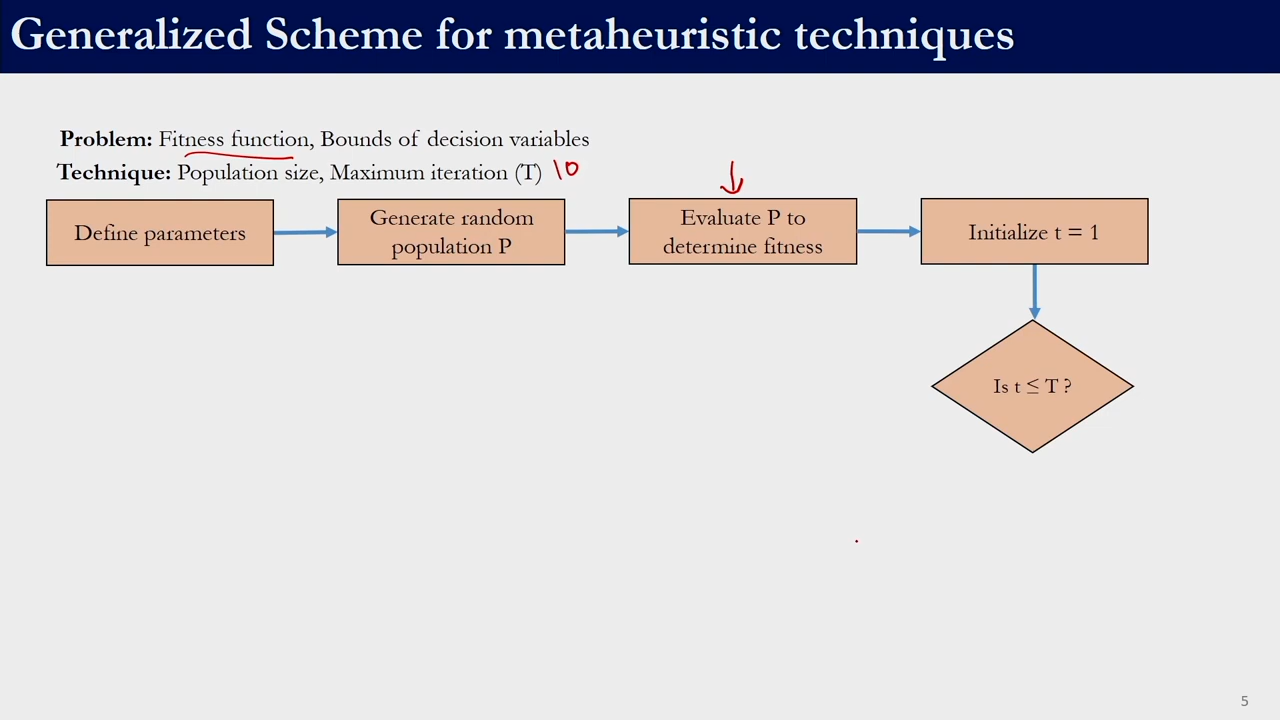 Generalized Scheme for metaheuristic techniques
Problem: Fitness function, Bounds of decision variables
Technique: Population size, Maximum iteration (T) 10
Define parameters
Generate random
population P
Evaluate P to
determine fitness
Initialize t = 1
Is t ≤ T ?
5